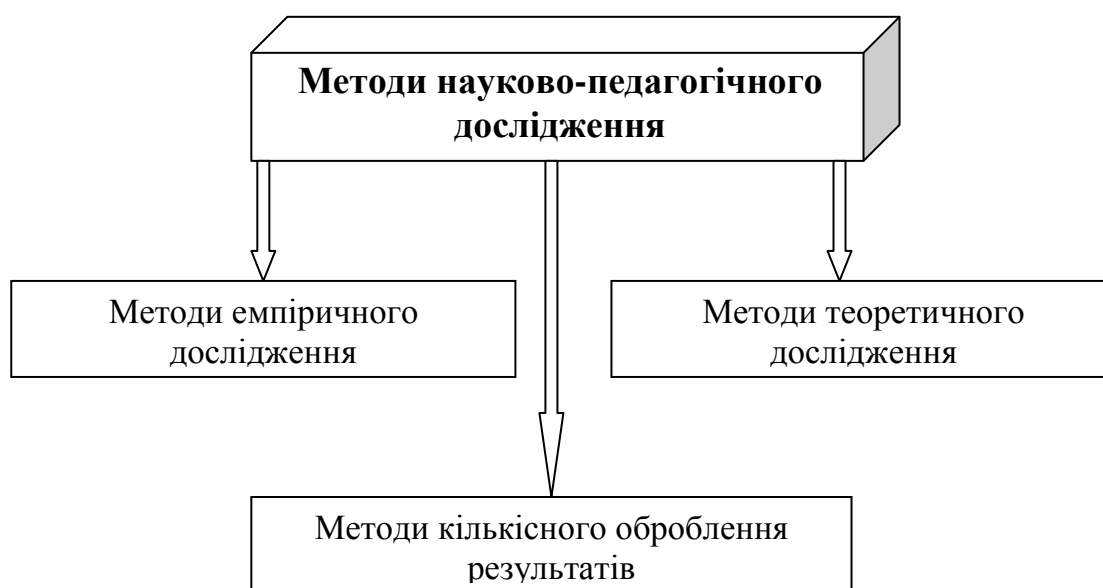 Методи науково-педагогічного
дослідження
Методи емпіричного
дослідження
Методи теоретичного
дослідження
Методи кількісного оброблення
результатів